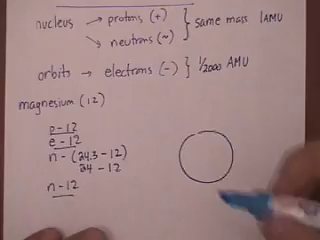 nucleus → protons (+) } same mass 1AMU
→ neutrons (~)
orbits → electrons (-) } 1/2000 AMU
magnesium (12)
p-12
e-12
n-(24.3-12)
24-12
n-12